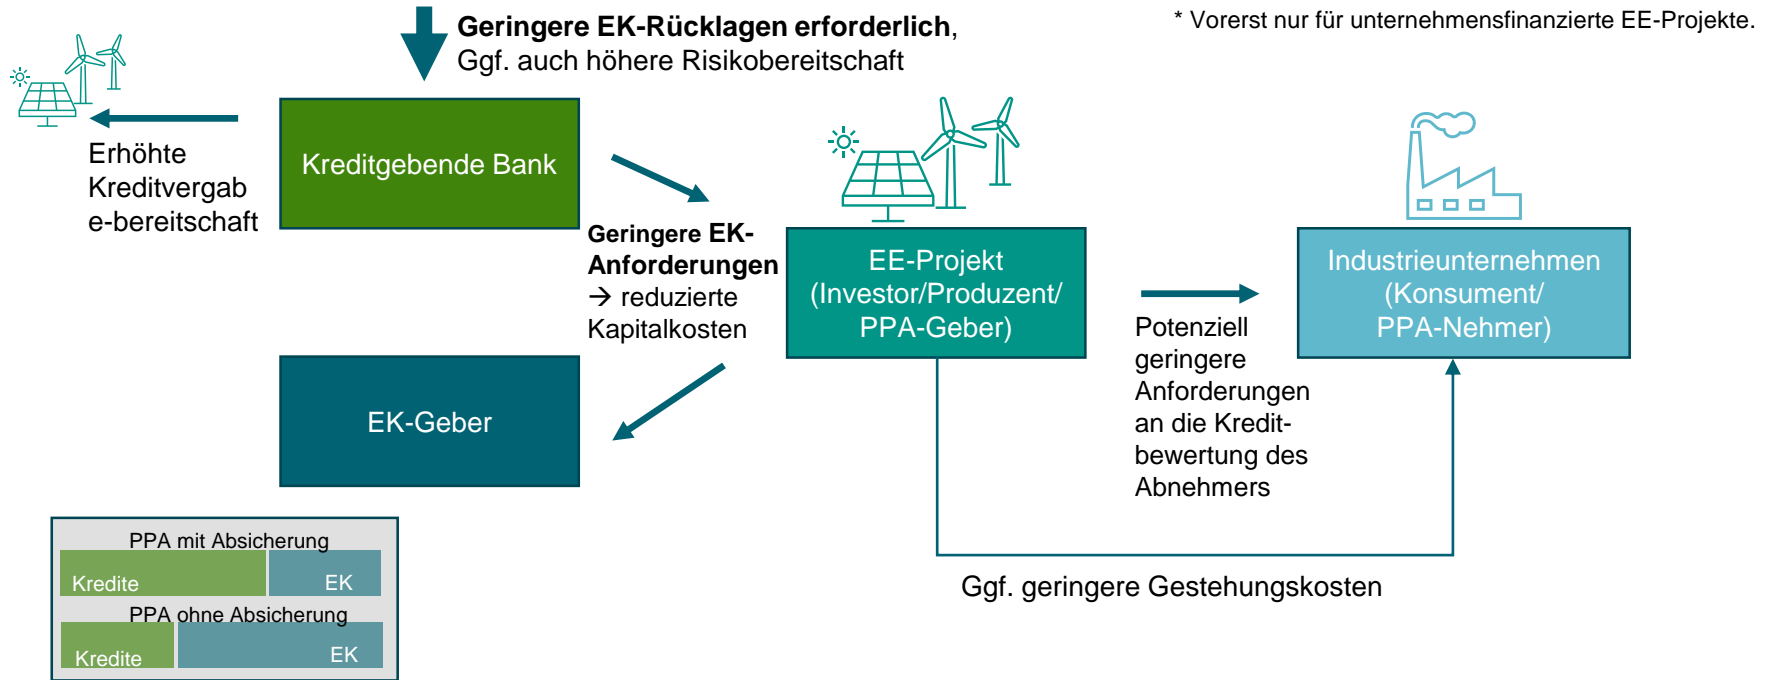 Geringere EK-Rücklagen erforderlich,
Ggf. auch höhere Risikobereitschaft
* Vorerst nur für unternehmensfinanzierte EE-Projekte.
Erhöhte
Kreditvergab
e-bereitschaft
Kreditgebende Bank
Geringere EK-
Anforderungen
→ reduzierte
Kapitalkosten
EE-Projekt
(Investor/Produzent/
PPA-Geber)
Potenziell
geringere
Anforderungen
an die Kredit-
bewertung des
Abnehmers
Industrieunternehmen
(Konsument/
PPA-Nehmer)
EK-Geber
Ggf. geringere Gestehungskosten
PPA mit Absicherung
Kredite EK
PPA ohne Absicherung
Kredite EK